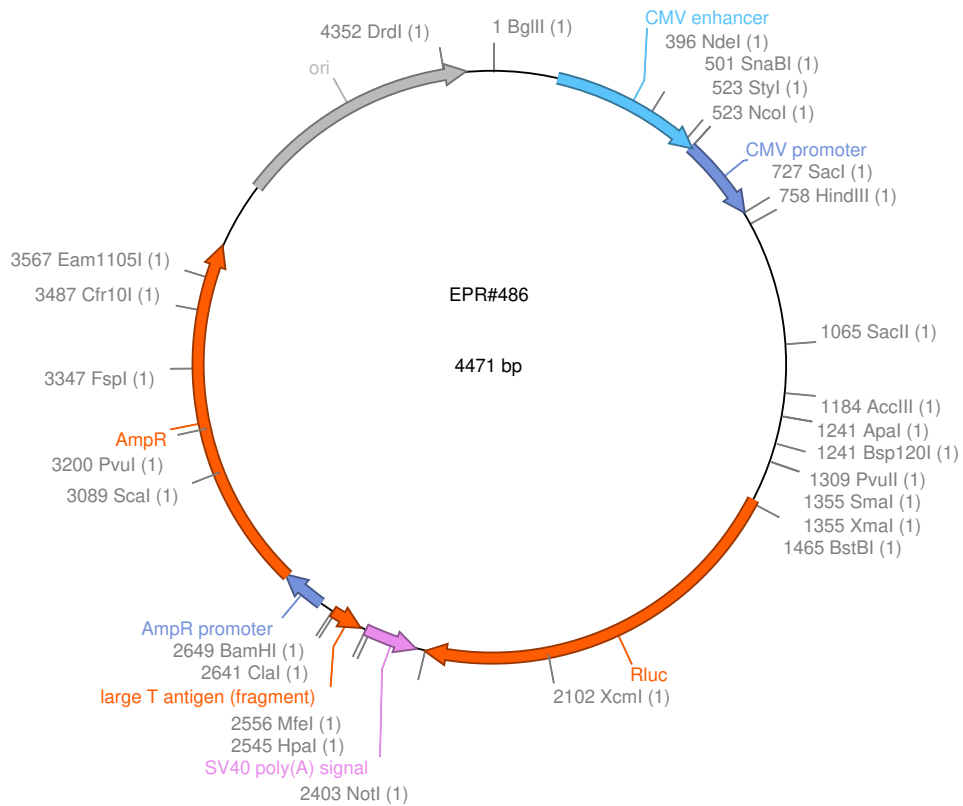 4352 DrdI (1)
1 BglII (1)
CMV enhancer
396 NdeI (1)
501 SnaBI (1)
523 StyI (1)
523 NcoI (1)
ori
CMV promoter
727 SacI (1)
758 HindIII (1)
3567 Eam1105I (1)
3487 Cfr10I (1)
EPR#486
1065 SacII (1)
4471 bp
3347 FspI (1)
1184 AccIII (1)
1241 ApaI (1)
AmpR
1241 Bsp120I (1)
3200 PvuI (1)
1309 PvuII (1)
3089 ScaI (1)
1355 SmaI (1)
1355 XmaI (1)
1465 BstBI (1)
AmpR promoter
2649 BamHI (1)
2641 ClaI (1)
Rluc
large T antigen (fragment)
2102 XcmI (1)
2556 MfeI (1)
2545 HpaI (1)
SV40 poly(A) signal
2403 NotI (1)